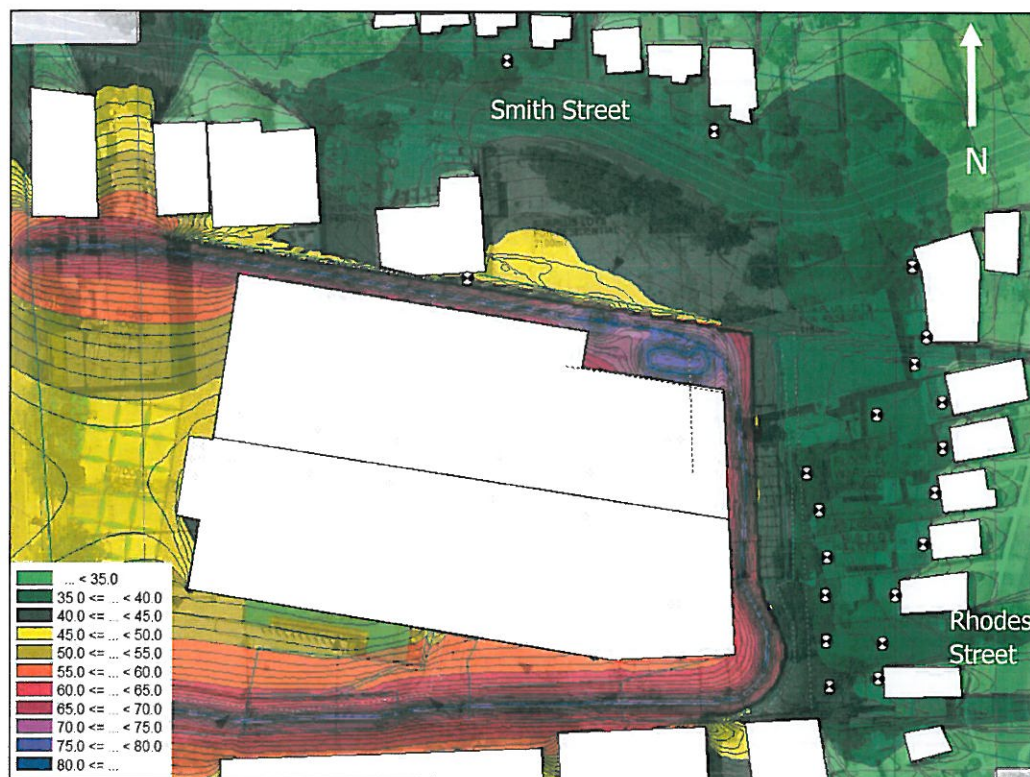 Smith Street
N
Rhodes
Street
... < 35.0
35.0 <= ... < 40.0
40.0 <= ... < 45.0
45.0 <= ... < 50.0
50.0 <= ... < 55.0
55.0 <= ... < 60.0
60.0 <= ... < 65.0
65.0 <= ... < 70.0
70.0 <= ... < 75.0
75.0 <= ... < 80.0
80.0 <= ...